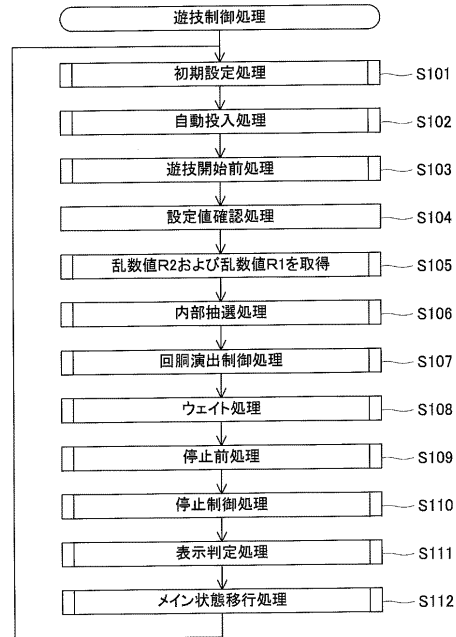 遊技制御処理
初期設定処理 S101
自動投入処理 S102
遊技開始前処理 S103
設定値確認処理 S104
乱数値R2および乱数値R1を取得 S105
内部抽選処理 S106
回胴演出制御処理 S107
ウェイト処理 S108
停止前処理 S109
停止制御処理 S110
表示判定処理 S111
メイン状態移行処理 S112